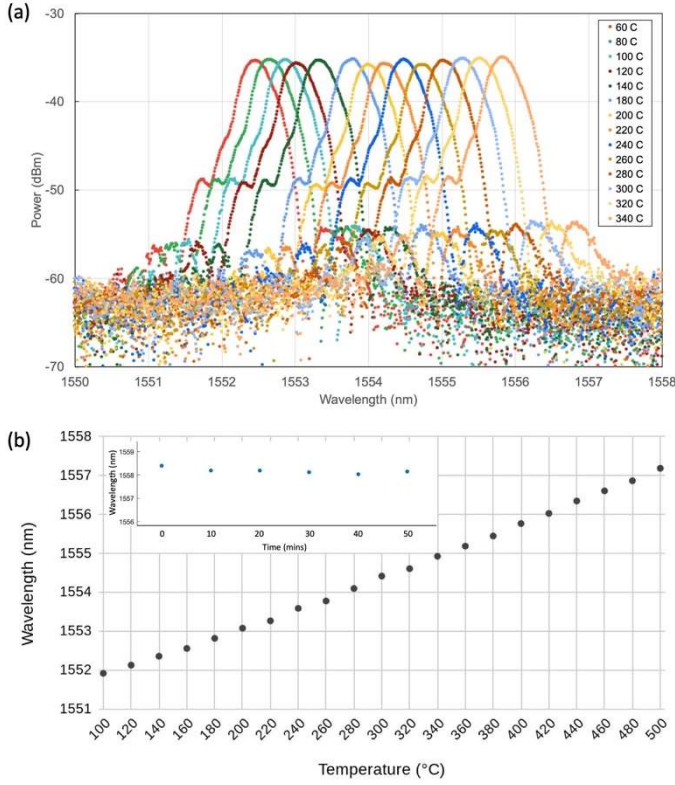 (a)
-30
-40
-50
-60
-70
Power (dBm)
1550 1551 1552 1553 1554 1555 1556 1557 1558
Wavelength (nm)
60 C
80 C
100 C
120 C
140 C
180 C
200 C
220 C
240 C
260 C
280 C
300 C
320 C
340 C
(b)
1558
1557
1556
1555
1554
1553
1552
1551
Wavelength (nm)
1559
1558
1557
1556
Wavelength (nm)
0 10 20 30 40 50
Time (mins)
100 120 140 160 180 200 220 240 260 280 300 320 340 360 380 400 420 440 460 480 500
Temperature (°C)